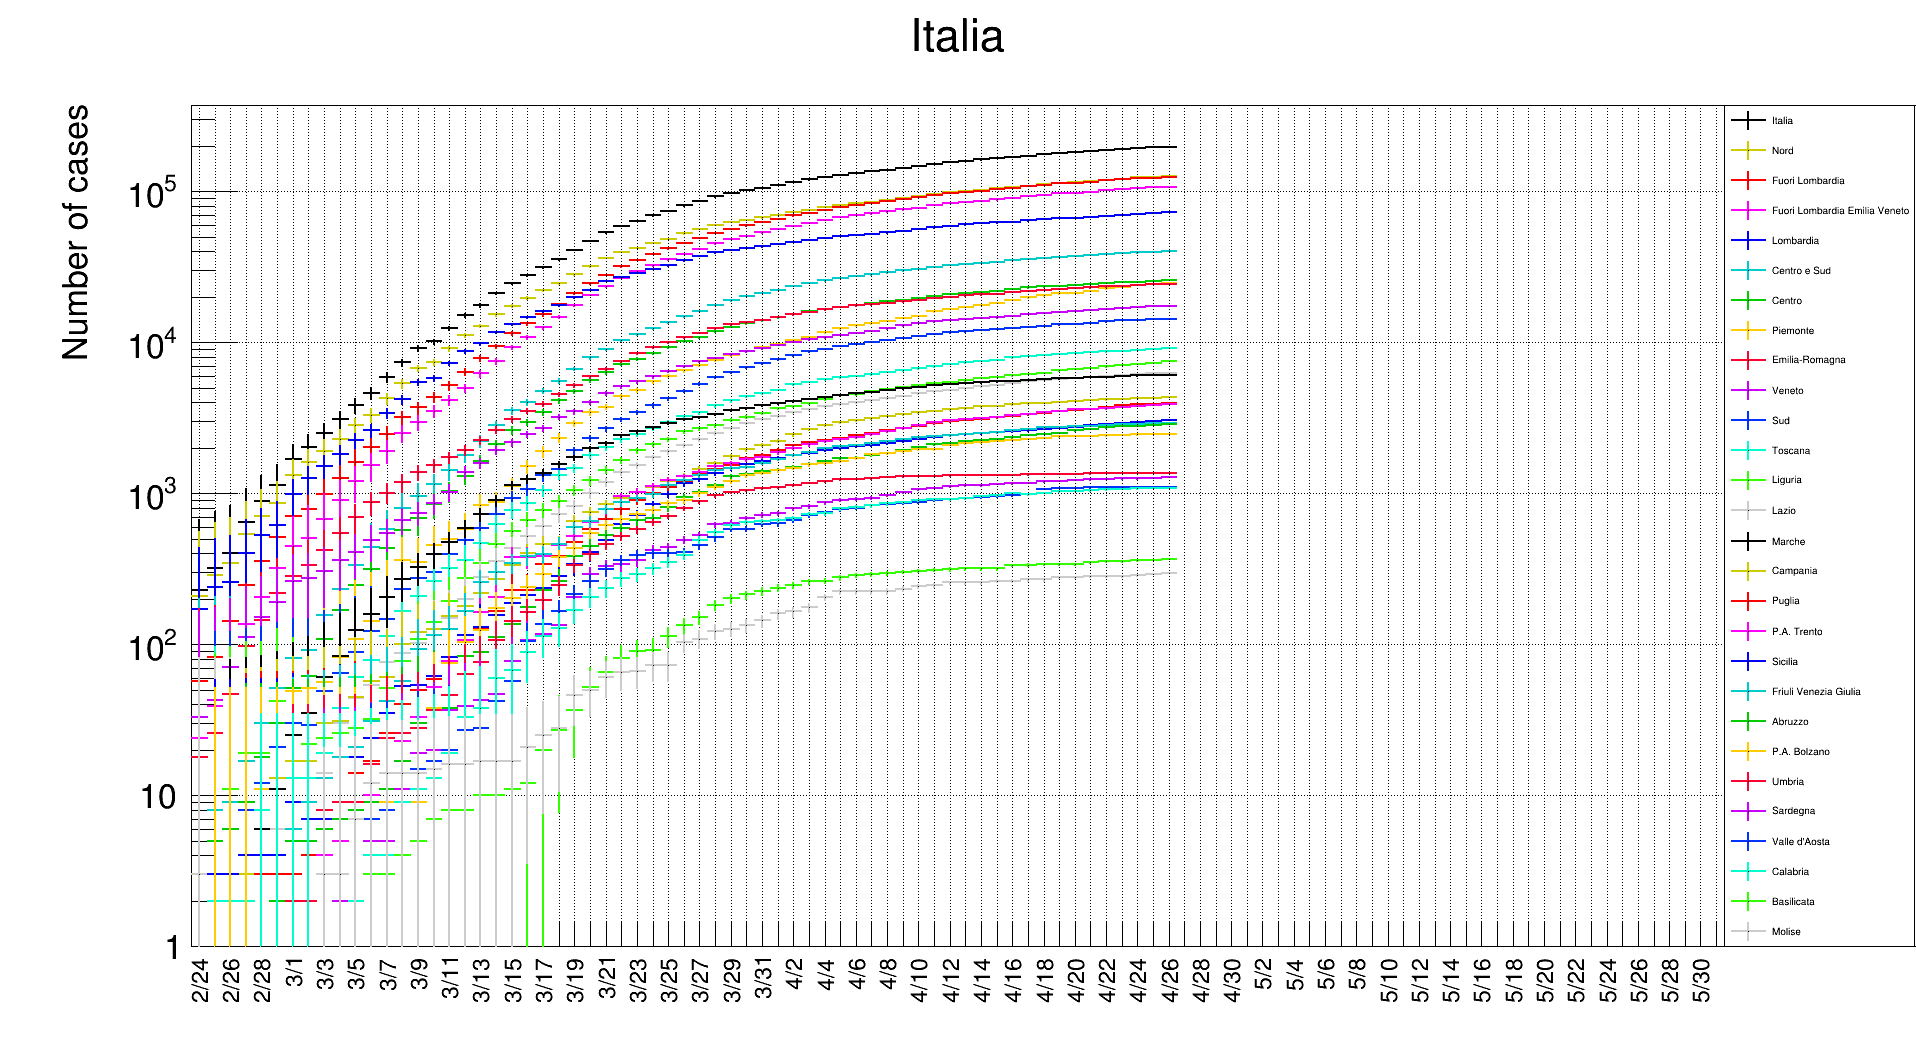 Italia
Number of cases
10^5
10^4
10^3
10^2
10
1
2/24 2/26 2/28 3/1 3/3 3/5 3/7 3/9 3/11 3/13 3/15 3/17 3/19 3/21 3/23 3/25 3/27 3/29 3/31 4/2 4/4 4/6 4/8 4/10 4/12 4/14 4/16 4/18 4/20 4/22 4/24 4/26 4/28 4/30 5/2 5/4 5/6 5/8 5/10 5/12 5/14 5/16 5/18 5/20 5/22 5/24 5/26 5/28 5/30
Italia
Nord
Fuori Lombardia
Fuori Lombardia Emilia Veneto
Lombardia
Centro e Sud
Centro
Piemonte
Emilia-Romagna
Veneto
Sud
Toscana
Liguria
Lazio
Marche
Campania
Puglia
P.A. Trento
Sicilia
Friuli Venezia Giulia
Abruzzo
P.A. Bolzano
Umbria
Sardegna
Valle d'Aosta
Calabria
Basilicata
Molise